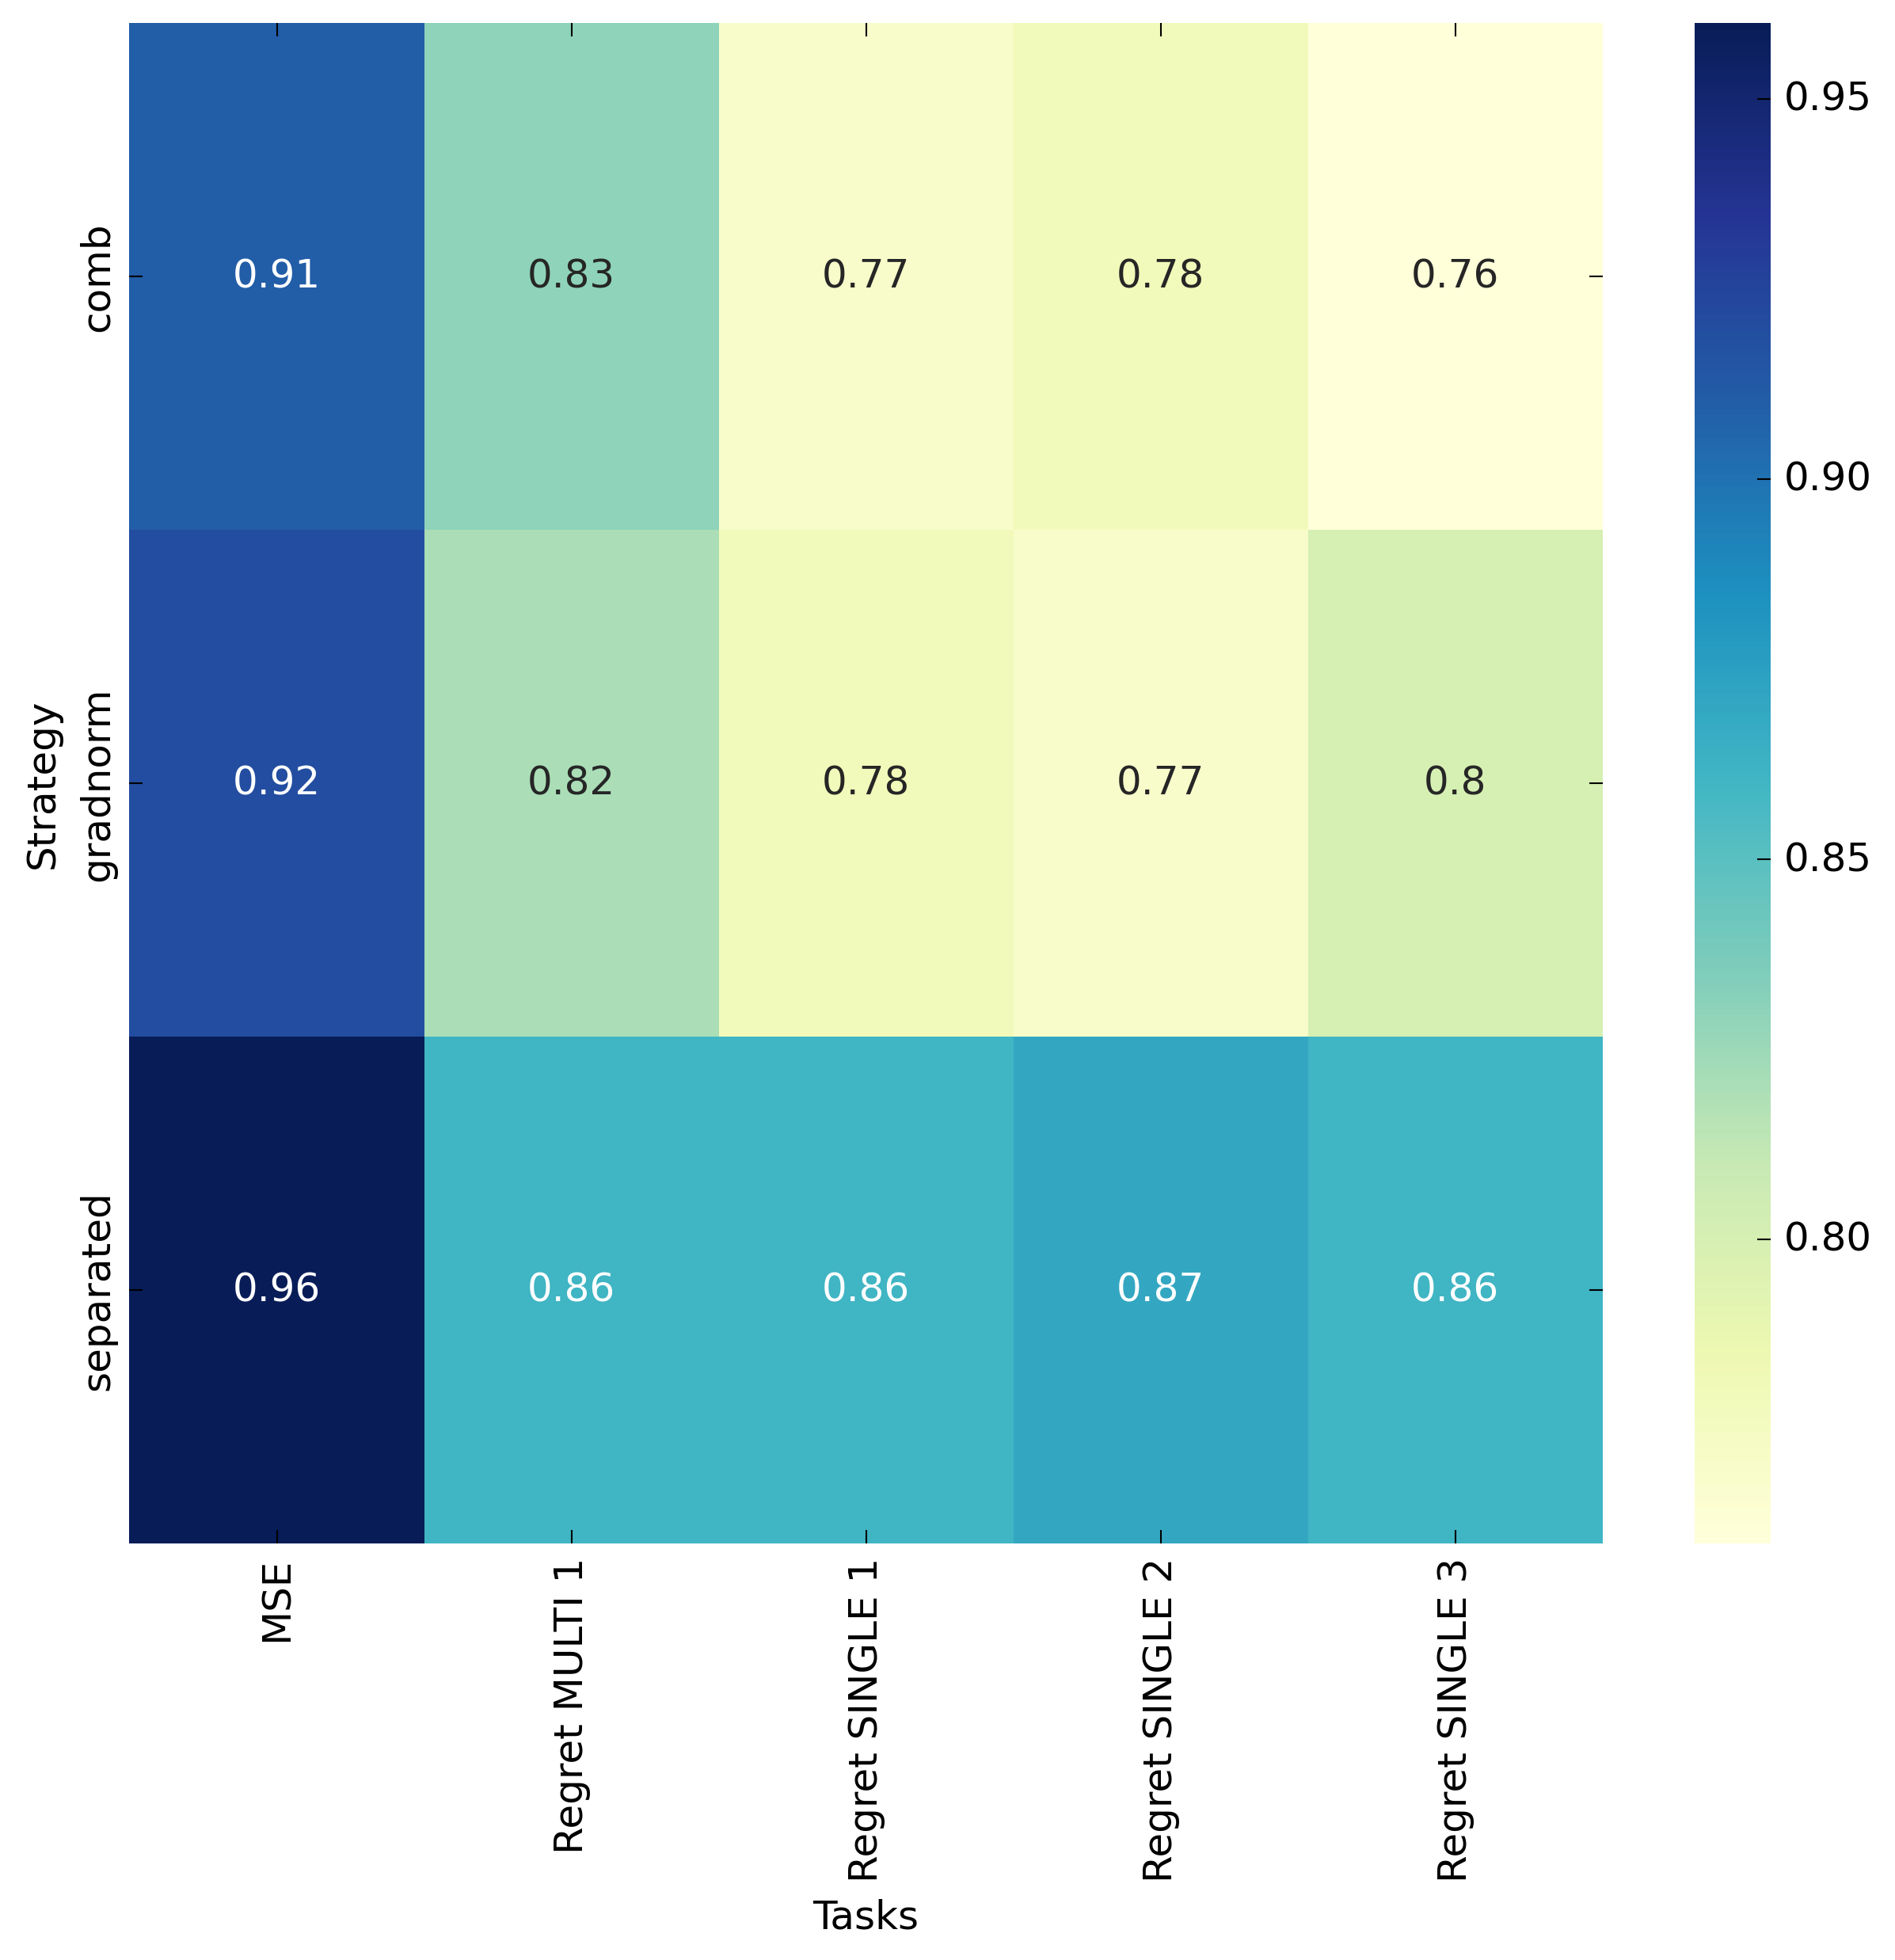 Strategy
comb
0.91 0.83 0.77 0.78 0.76
gradnorm
0.92 0.82 0.78 0.77 0.8
separated
0.96 0.86 0.86 0.87 0.86
MSE
Regret MULTI 1
Regret SINGLE 1
Regret SINGLE 2
Regret SINGLE 3
Tasks
0.95
0.90
0.85
0.80